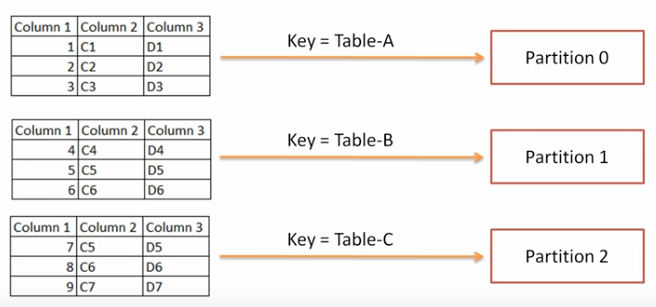 Column 1 Column 2 Column 3
1 C1 D1
2 C2 D2
3 C3 D3
Key = Table-A
Partition 0
Column 1 Column 2 Column 3
4 C4 D4
5 C5 D5
6 C6 D6
Key = Table-B
Partition 1
Column 1 Column 2 Column 3
7 C5 D5
8 C6 D6
9 C7 D7
Key = Table-C
Partition 2